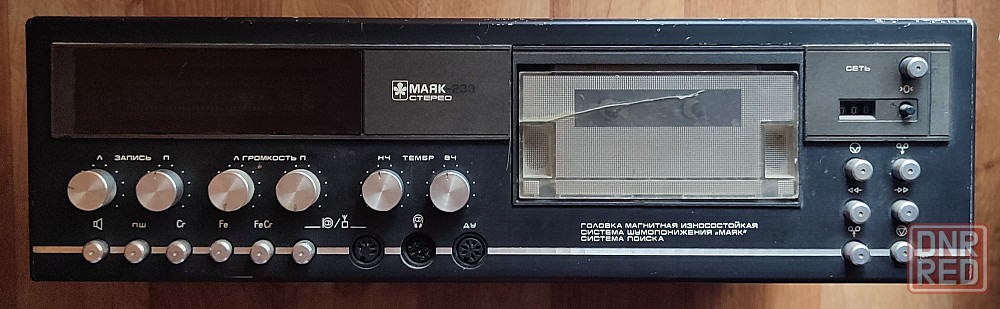 МАЯК-233
СТЕРЕО
СЕТЬ
Л ЗАПИСЬ П
Л ГРОМКОСТЬ П
НЧ ТЕМБР ВЧ
ПШ
Cr
Fe
FeCr
ДУ
ГОЛОВКА МАГНИТНАЯ ИЗНОСОСТОЙКАЯ
СИСТЕМА ШУМОПОНИЖЕНИЯ „МАЯК“
СИСТЕМА ПОИСКА
DNR
RED